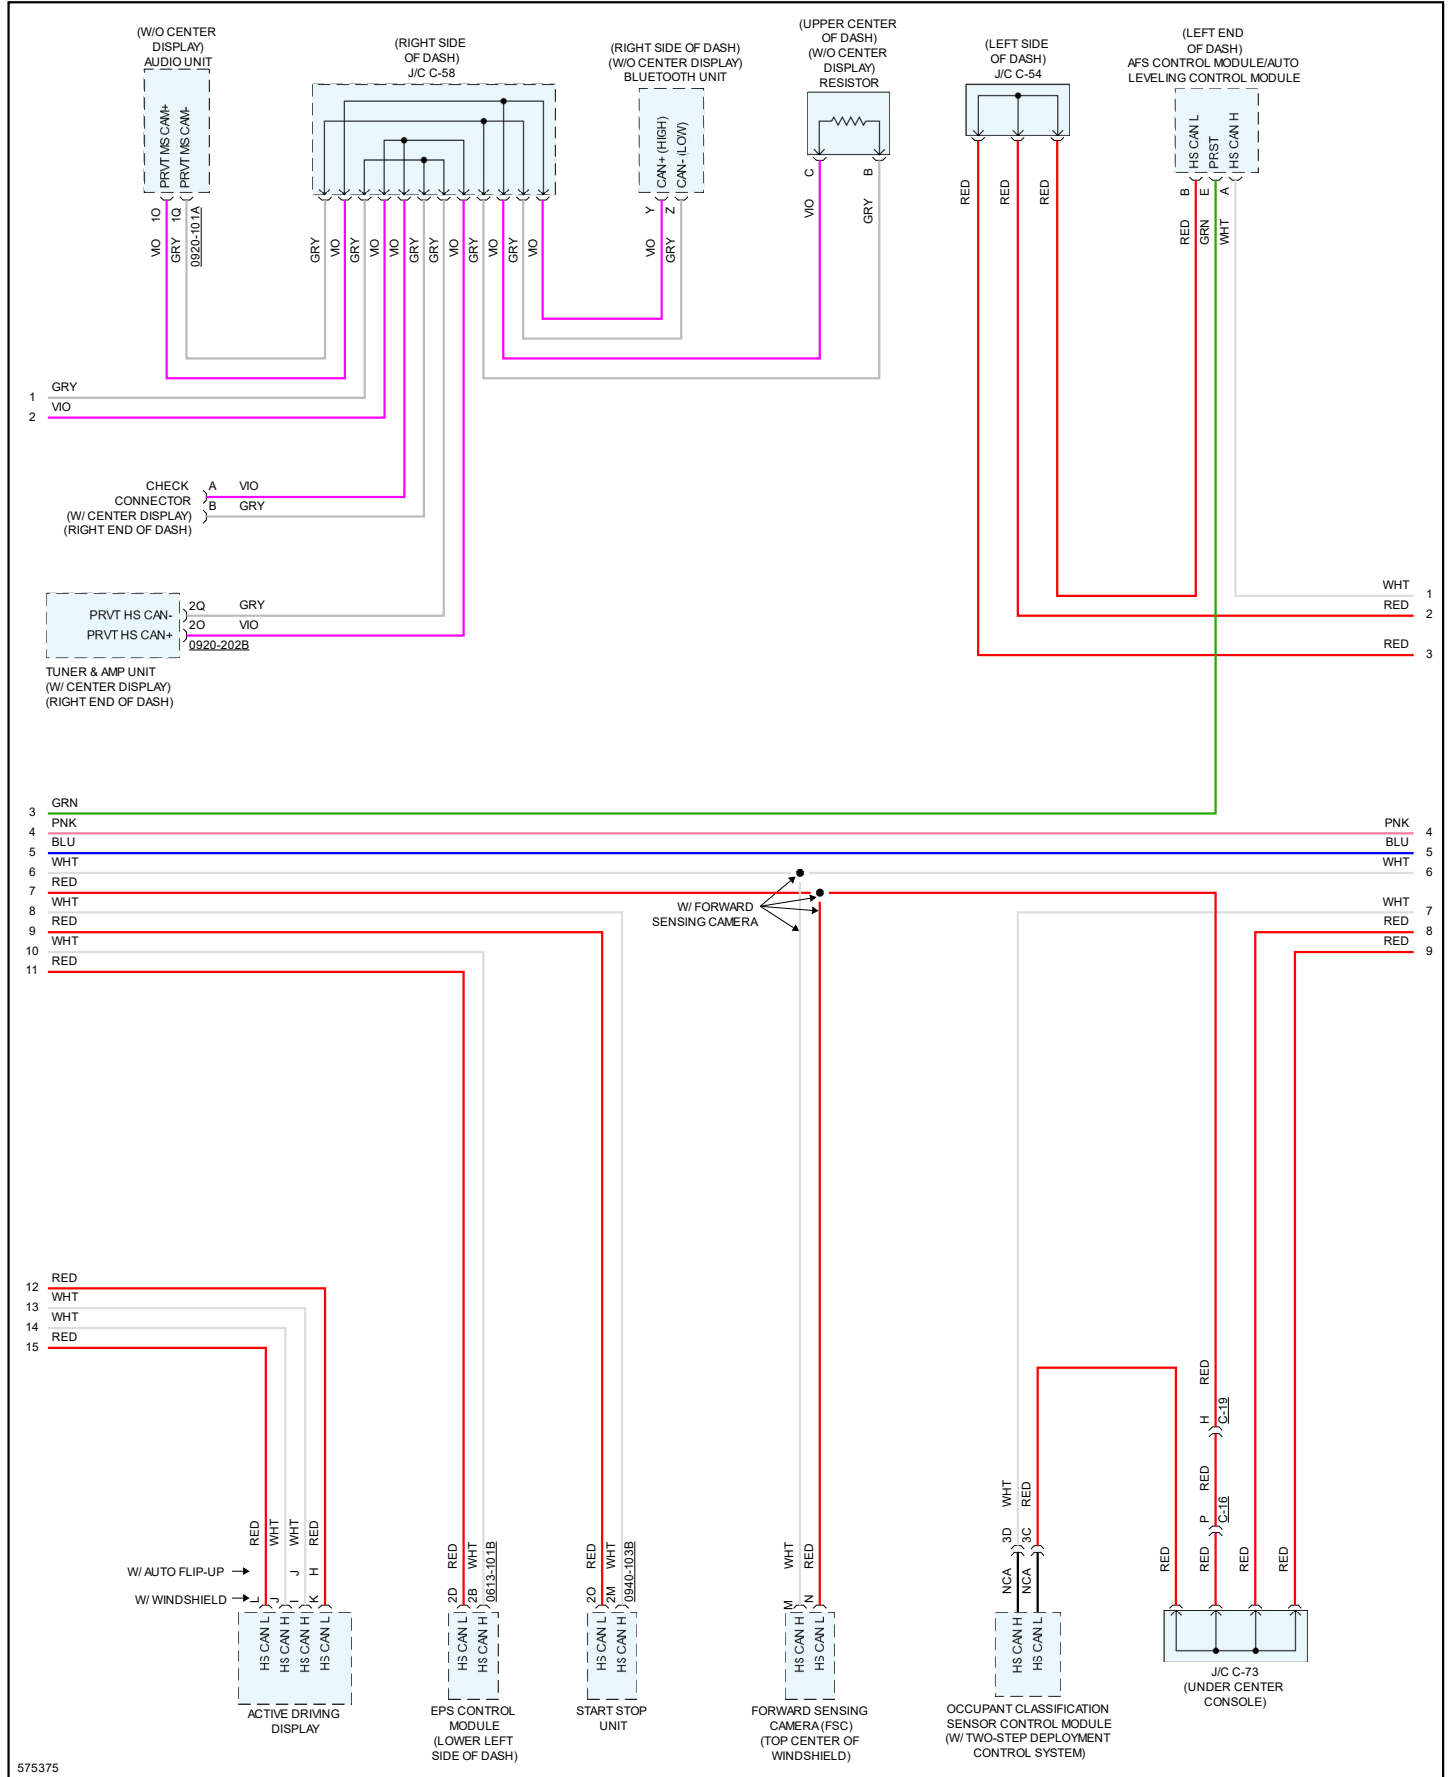 (W/O CENTER
DISPLAY)
AUDIO UNIT
(RIGHT SIDE
OF DASH)
J/C C-58
(RIGHT SIDE OF DASH)
(W/O CENTER DISPLAY)
BLUETOOTH UNIT
(UPPER CENTER
OF DASH)
(W/O CENTER
DISPLAY)
RESISTOR
(LEFT SIDE
OF DASH)
J/C C-54
(LEFT END
OF DASH)
AFS CONTROL MODULE/AUTO
LEVELING CONTROL MODULE
PRVT MS CAM+
PRVT MS CAM-
CAN+ (HIGH)
CAN- (LOW)
HS CAN L
PRST
HS CAN H
1O
1Q
Y
Z
C
B
B
E
A
VIO
GRY
0920-101A
GRY
VIO
GRY
VIO
VIO
GRY
GRY
VIO
GRY
VIO
GRY
VIO
VIO
GRY
VIO
GRY
RED
RED
RED
RED
GRN
WHT
1 GRY
2 VIO
CHECK
CONNECTOR
(W/ CENTER DISPLAY)
(RIGHT END OF DASH)
A VIO
B GRY
PRVT HS CAN-
PRVT HS CAN+
2Q GRY
2O VIO
0920-202B
TUNER & AMP UNIT
(W/ CENTER DISPLAY)
(RIGHT END OF DASH)
WHT 1
RED 2
RED 3
3 GRN
4 PNK
5 BLU
6 WHT
7 RED
8 WHT
9 RED
10 WHT
11 RED
PNK 4
BLU 5
WHT 6
WHT 7
RED 8
RED 9
W/ FORWARD
SENSING CAMERA
12 RED
13 WHT
14 WHT
15 RED
RED
WHT
WHT
RED
W/ AUTO FLIP-UP
J
H
W/ WINDSHIELD
L
J
I
K
HS CAN L
HS CAN H
HS CAN H
HS CAN L
ACTIVE DRIVING
DISPLAY
RED
WHT
2D
2B
0613-101B
HS CAN L
HS CAN H
EPS CONTROL
MODULE
(LOWER LEFT
SIDE OF DASH)
RED
WHT
2O
2M
0940-103B
HS CAN L
HS CAN H
START STOP
UNIT
WHT
RED
M
N
HS CAN H
HS CAN L
FORWARD SENSING
CAMERA (FSC)
(TOP CENTER OF
WINDSHIELD)
WHT
RED
3D
3C
NCA
NCA
HS CAN H
HS CAN L
OCCUPANT CLASSIFICATION
SENSOR CONTROL MODULE
(W/ TWO-STEP DEPLOYMENT
CONTROL SYSTEM)
RED
H
C-19
RED
P
C-16
RED
RED
RED
RED
J/C C-73
(UNDER CENTER
CONSOLE)
575375